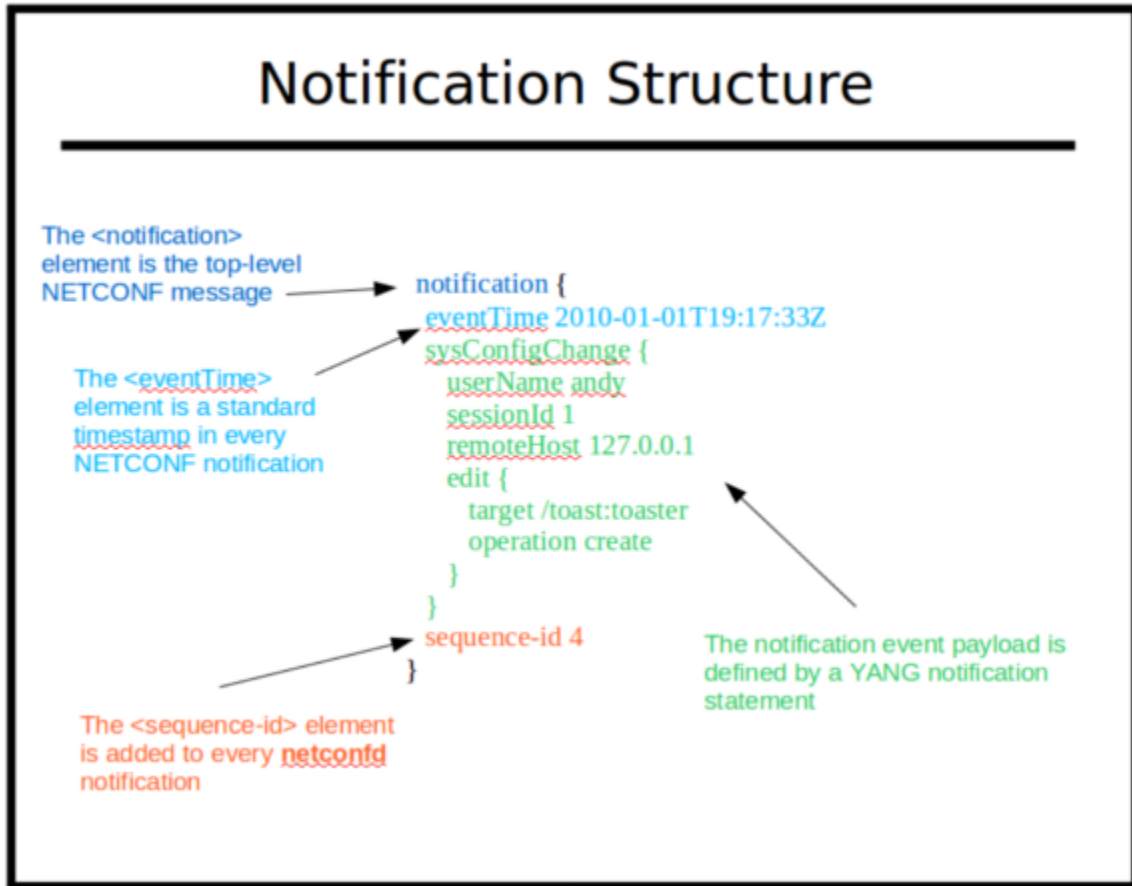 Notification Structure
The <notification>
element is the top-level
NETCONF message
notification {
eventTime 2010-01-01T19:17:33Z
sysConfigChange {
userName andy
sessionId 1
remoteHost 127.0.0.1
edit {
target /toast:toaster
operation create
}
}
sequence-id 4
}
The <eventTime>
element is a standard
timestamp in every
NETCONF notification
The notification event payload is
defined by a YANG notification
statement
The <sequence-id> element
is added to every netconfd
notification